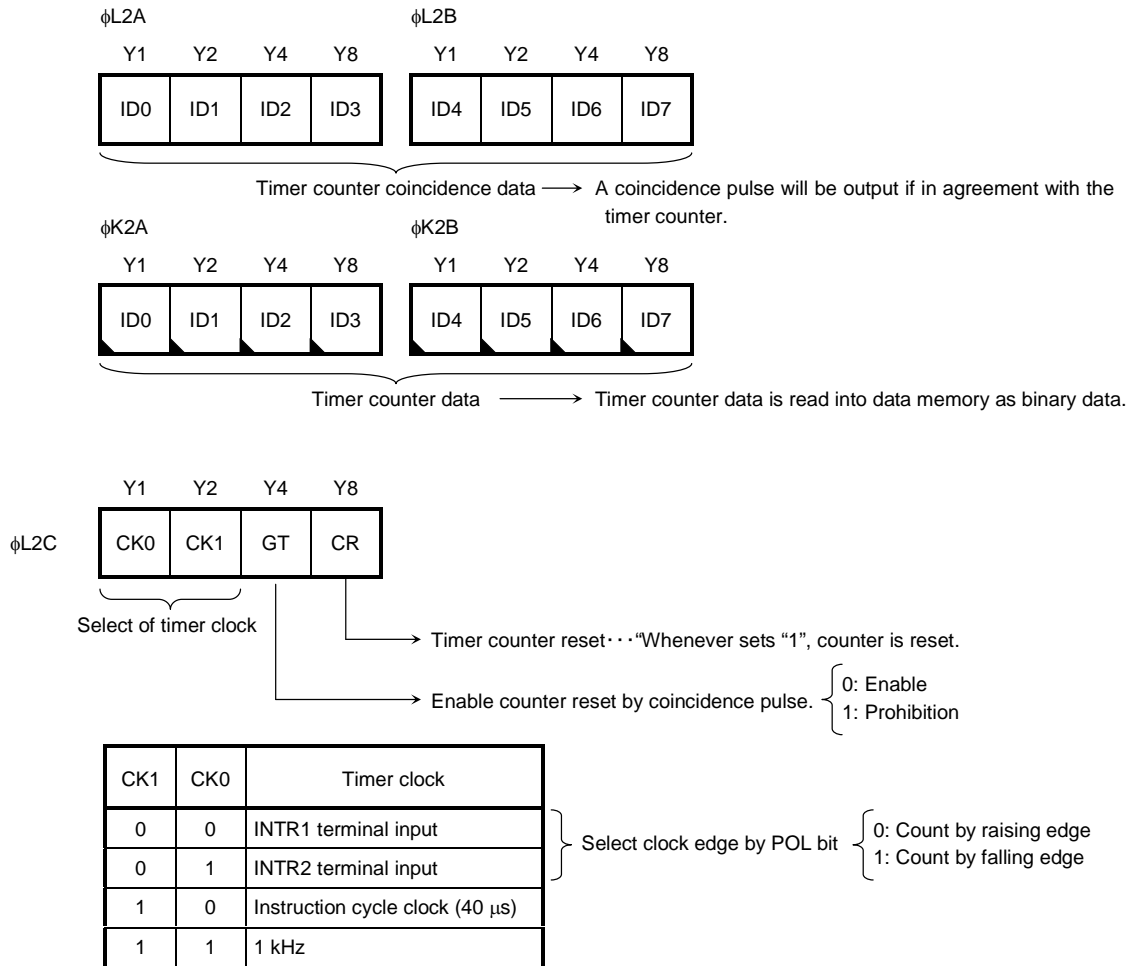 ϕL2A ϕL2B
Y1 Y2 Y4 Y8 Y1 Y2 Y4 Y8
ID0 ID1 ID2 ID3 ID4 ID5 ID6 ID7
Timer counter coincidence data → A coincidence pulse will be output if in agreement with the
timer counter.
ϕK2A ϕK2B
Y1 Y2 Y4 Y8 Y1 Y2 Y4 Y8
ID0 ID1 ID2 ID3 ID4 ID5 ID6 ID7
Timer counter data → Timer counter data is read into data memory as binary data.
Y1 Y2 Y4 Y8
ϕL2C CK0 CK1 GT CR
Select of timer clock
Timer counter reset･･･“Whenever sets “1”, counter is reset.
Enable counter reset by coincidence pulse.
0: Enable
1: Prohibition
CK1 CK0 Timer clock
0 0 INTR1 terminal input
0 1 INTR2 terminal input
1 0 Instruction cycle clock (40 μs)
1 1 1 kHz
Select clock edge by POL bit
0: Count by raising edge
1: Count by falling edge